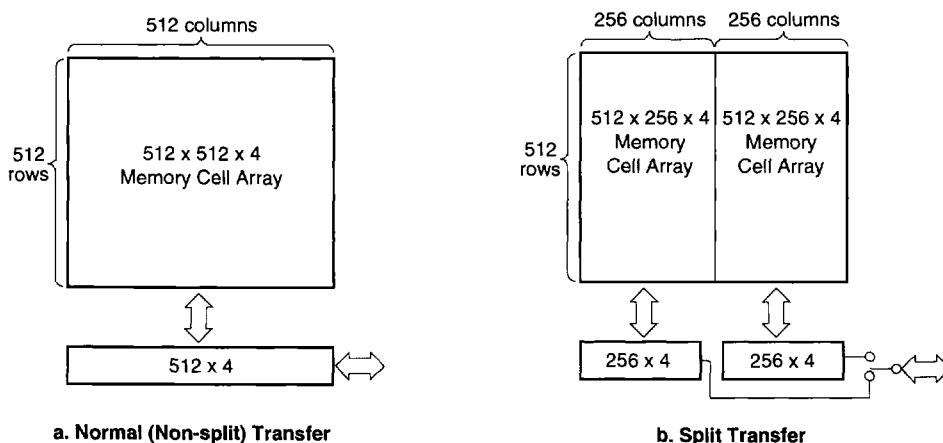 512 columns
512
rows
512 x 512 x 4
Memory Cell Array
512 x 4
a. Normal (Non-split) Transfer
256 columns
256 columns
512
rows
512 x 256 x 4
Memory
Cell Array
512 x 256 x 4
Memory
Cell Array
256 x 4
256 x 4
b. Split Transfer